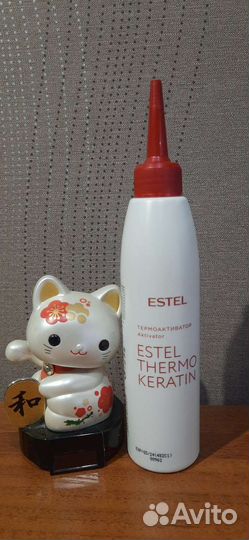 ESTEL
ТЕРМОАКТИВАТОР
Activator
ESTEL
THERMO
KERATIN
和
Avito